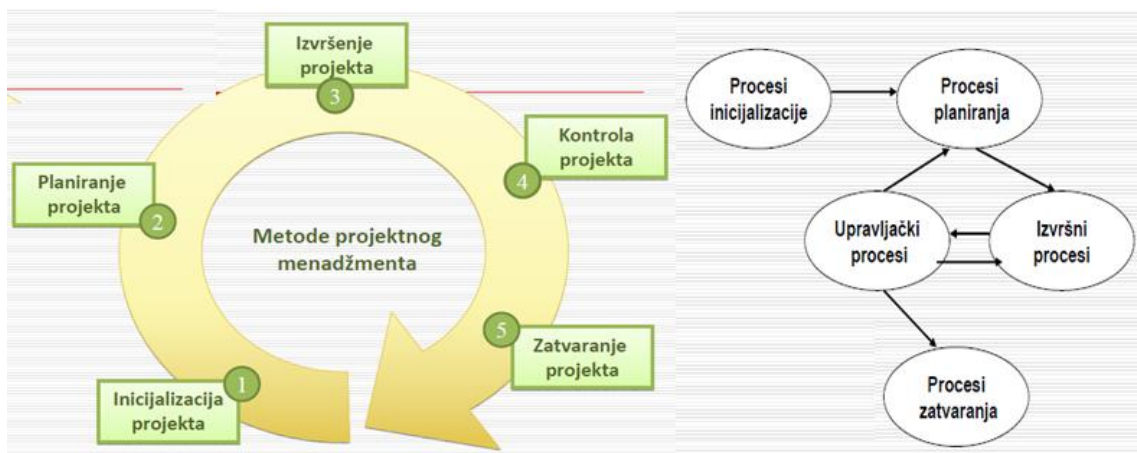 Izvršenje
projekta
3
Kontrola
projekta
4
Planiranje
projekta
2
Metode projektnog
menadžmenta
5
Zatvaranje
projekta
1
Inicijalizacija
projekta
Procesi
inicijalizacije
Procesi
planiranja
Upravljački
procesi
Izvršni
procesi
Procesi
zatvaranja